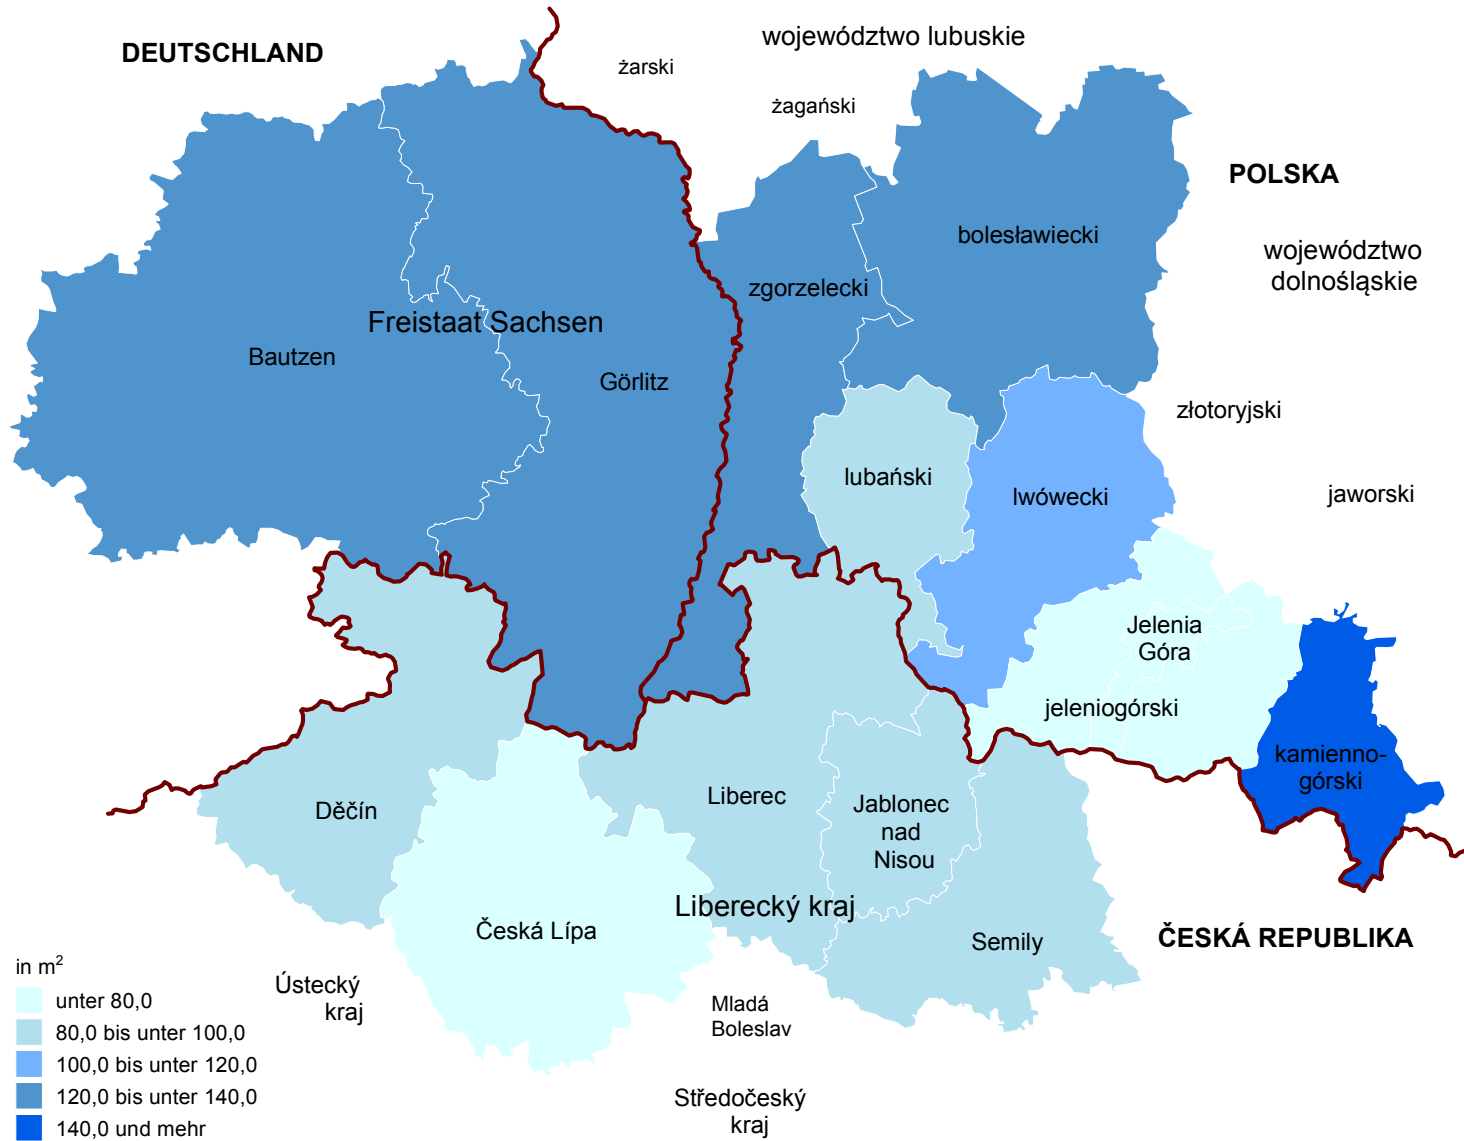 DEUTSCHLAND
województwo lubuskie
żarski
żagański
POLSKA
bolesławiecki
województwo
dolnośląskie
zgorzelecki
Freistaat Sachsen
Bautzen
Görlitz
złotoryjski
lubański
lwówecki
jaworski
Jelenia
Góra
jeleniogórski
kamienno-
górski
Děčín
Liberec
Jablonec
nad
Nisou
Liberecký kraj
Česká Lípa
Semily
ČESKÁ REPUBLIKA
Ústecký
kraj
Mladá
Boleslav
Středočeský
kraj
in m²
unter 80,0
80,0 bis unter 100,0
100,0 bis unter 120,0
120,0 bis unter 140,0
140,0 und mehr